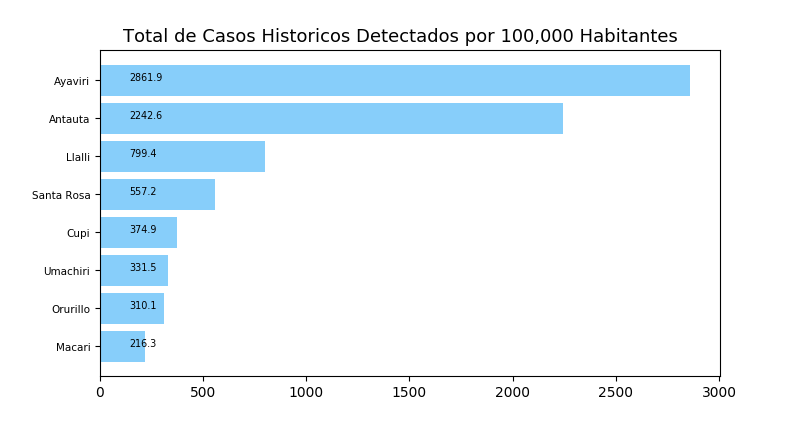 Total de Casos Historicos Detectados por 100,000 Habitantes
Ayaviri 2861.9
Antauta 2242.6
Llalli 799.4
Santa Rosa 557.2
Cupi 374.9
Umachiri 331.5
Orurillo 310.1
Macari 216.3
0 500 1000 1500 2000 2500 3000